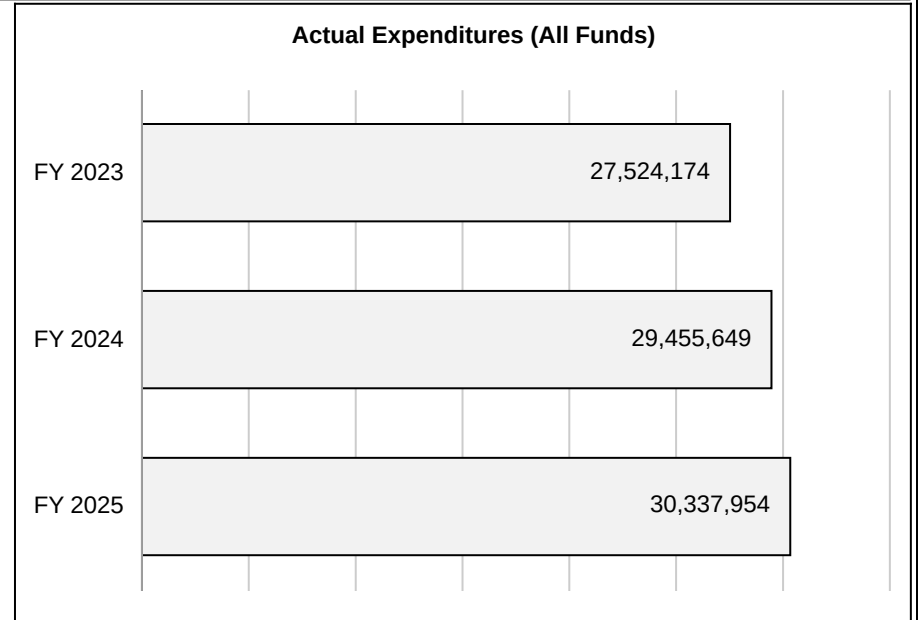 Actual Expenditures (All Funds)
FY 2023 27,524,174
FY 2024 29,455,649
FY 2025 30,337,954